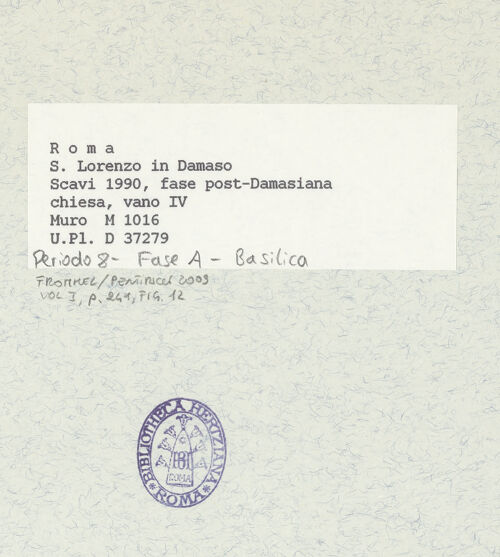 Roma
S. Lorenzo in Damaso
Scavi 1990, fase post-Damasiana
chiesa, vano IV
Muro M 1016
U.Pl. D 37279
Periodo 8 - Fase A - Basilica
FROMMEL/PENTIRICCI 2009
VOL I, p. 241, FIG. 12
BIBLIOTHECA HERTZIANA
ROMA